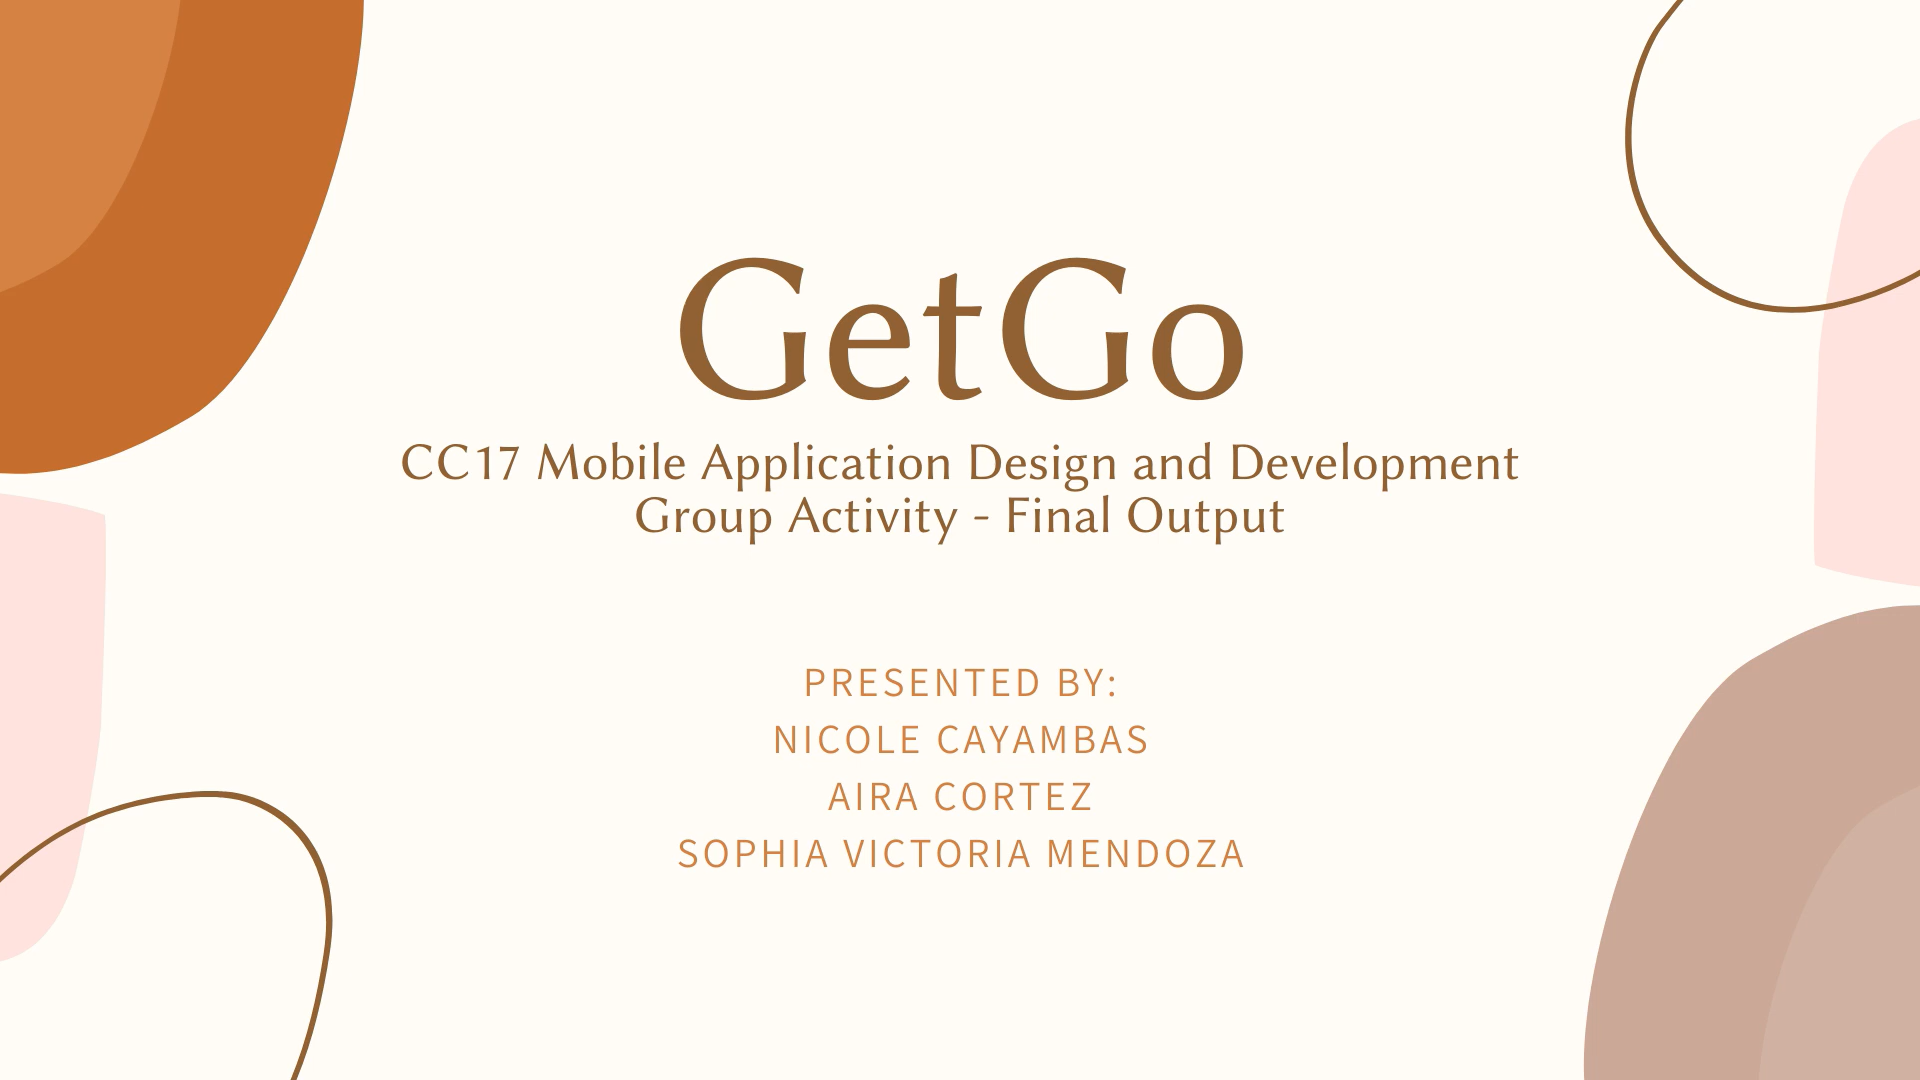 GetGo
CC17 Mobile Application Design and Development
Group Activity - Final Output
PRESENTED BY:
NICOLE CAYAMBAS
AIRA CORTEZ
SOPHIA VICTORIA MENDOZA